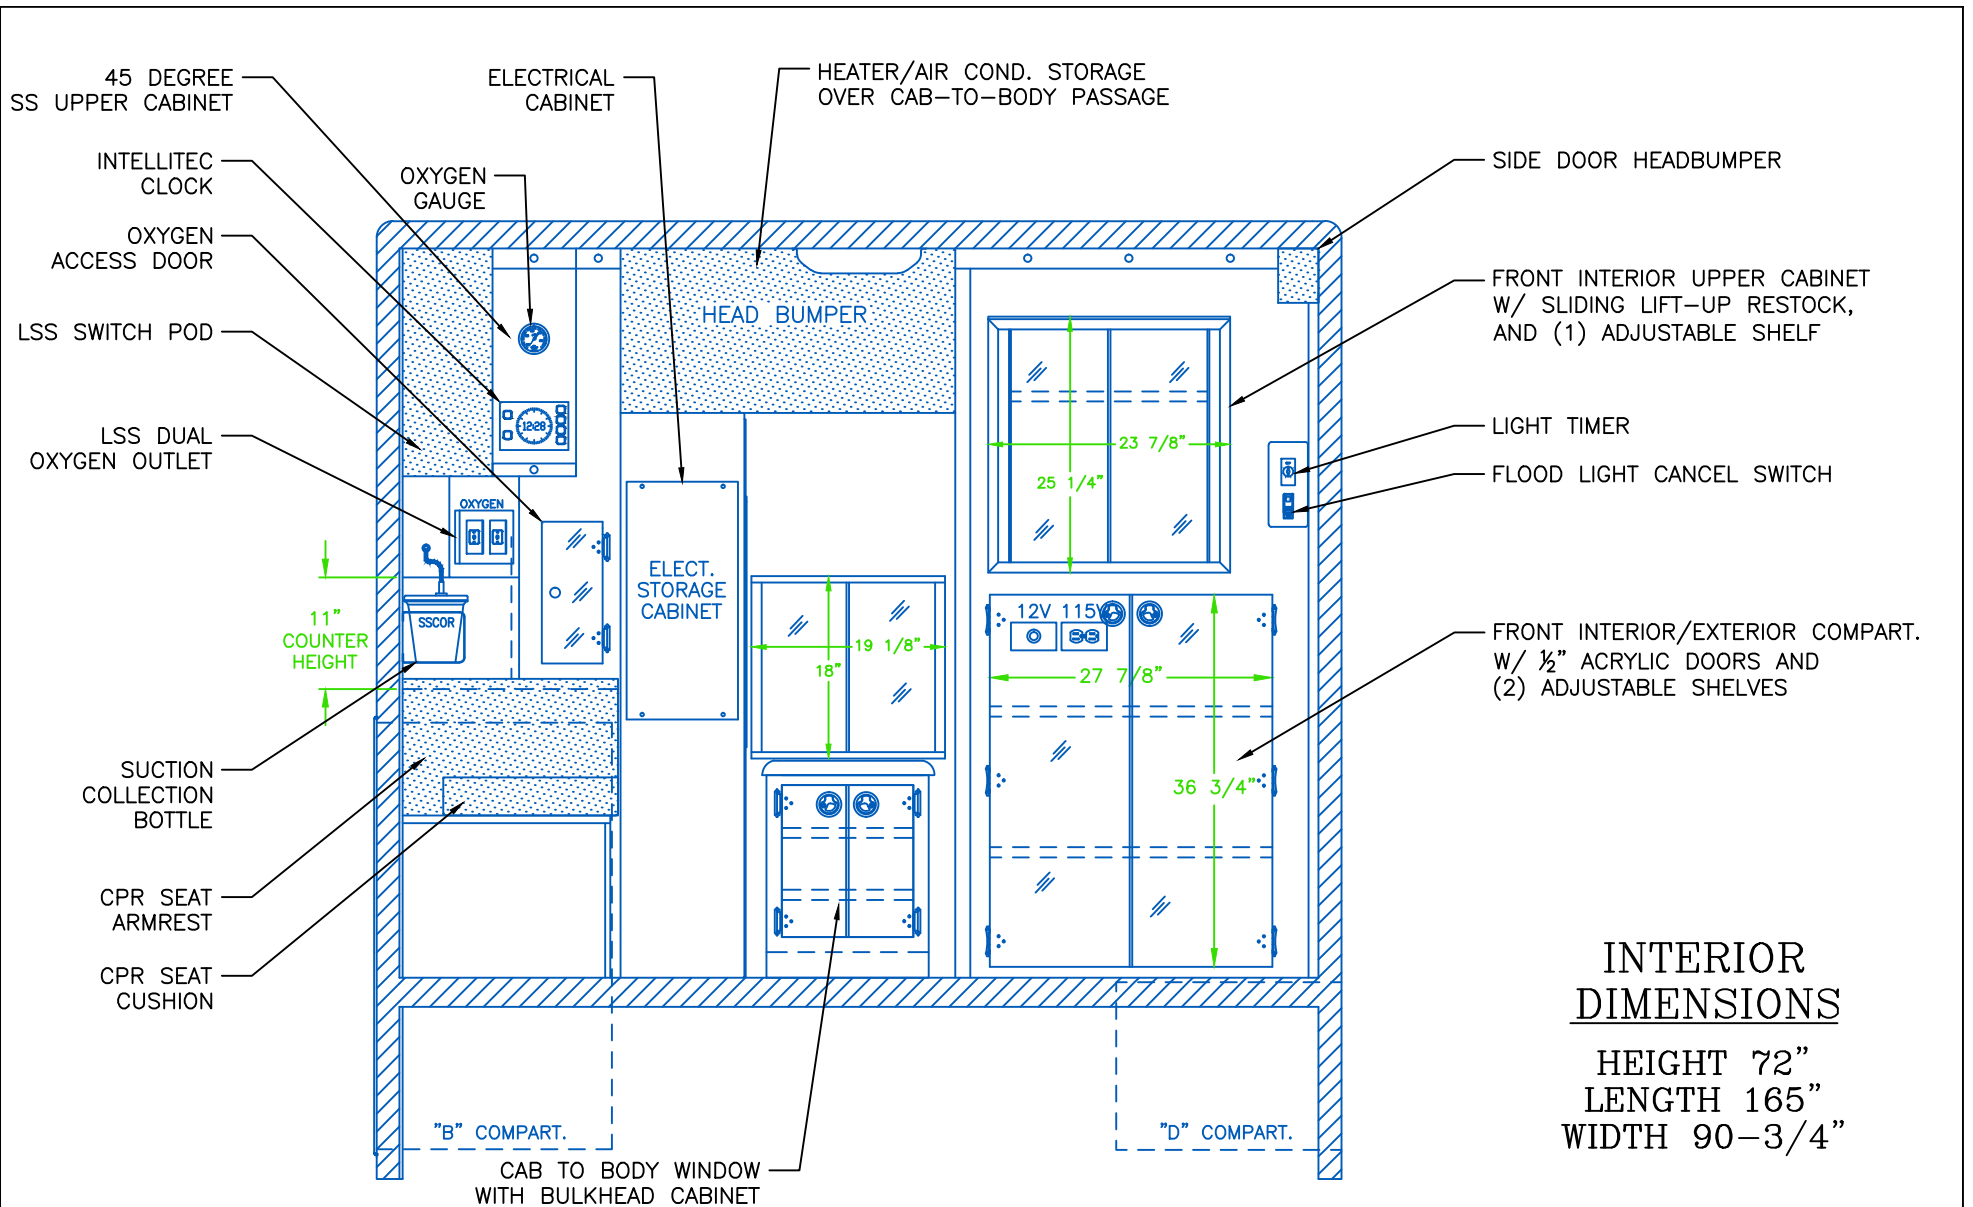 45 DEGREE
SS UPPER CABINET
ELECTRICAL
CABINET
HEATER/AIR COND. STORAGE
OVER CAB-TO-BODY PASSAGE
INTELLITEC
CLOCK
OXYGEN
GAUGE
SIDE DOOR HEADBUMPER
OXYGEN
ACCESS DOOR
FRONT INTERIOR UPPER CABINET
W/ SLIDING LIFT-UP RESTOCK,
AND (1) ADJUSTABLE SHELF
HEAD BUMPER
LSS SWITCH POD
12:28
LSS DUAL
OXYGEN OUTLET
23 7/8"
25 1/4"
LIGHT TIMER
FLOOD LIGHT CANCEL SWITCH
OXYGEN
ELECT.
STORAGE
CABINET
11"
COUNTER
HEIGHT
SSCOR
12V 115V
19 1/8"
18"
27 7/8"
FRONT INTERIOR/EXTERIOR COMPART.
W/ ½" ACRYLIC DOORS AND
(2) ADJUSTABLE SHELVES
36 3/4"
SUCTION
COLLECTION
BOTTLE
CPR SEAT
ARMREST
CPR SEAT
CUSHION
INTERIOR
DIMENSIONS
HEIGHT 72"
LENGTH 165"
WIDTH 90-3/4"
"B" COMPART.
"D" COMPART.
CAB TO BODY WINDOW
WITH BULKHEAD CABINET